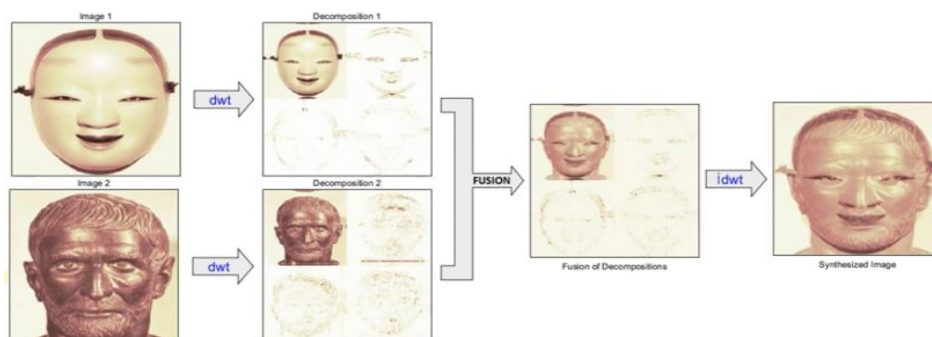 Image 1
Decomposition 1
dwt
Image 2
Decomposition 2
dwt
FUSION
Fusion of Decompositions
idwt
Synthesized Image